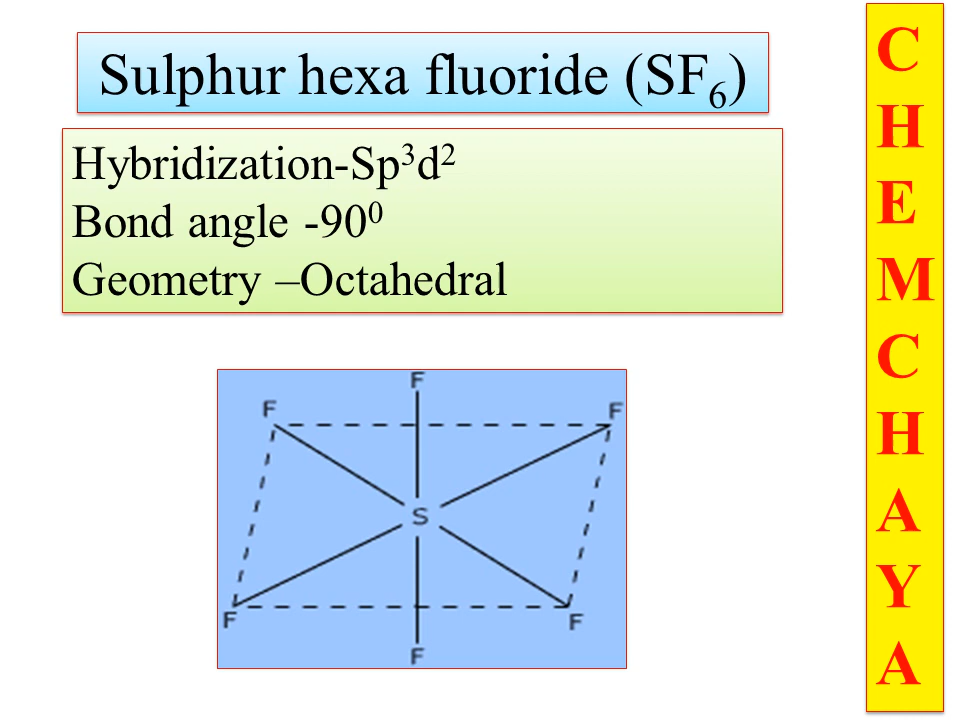 Sulphur hexa fluoride (SF₆)
Hybridization-Sp³d²
Bond angle -90⁰
Geometry –Octahedral
F
F
F
S
F
F
F
C
H
E
M
C
H
A
Y
A